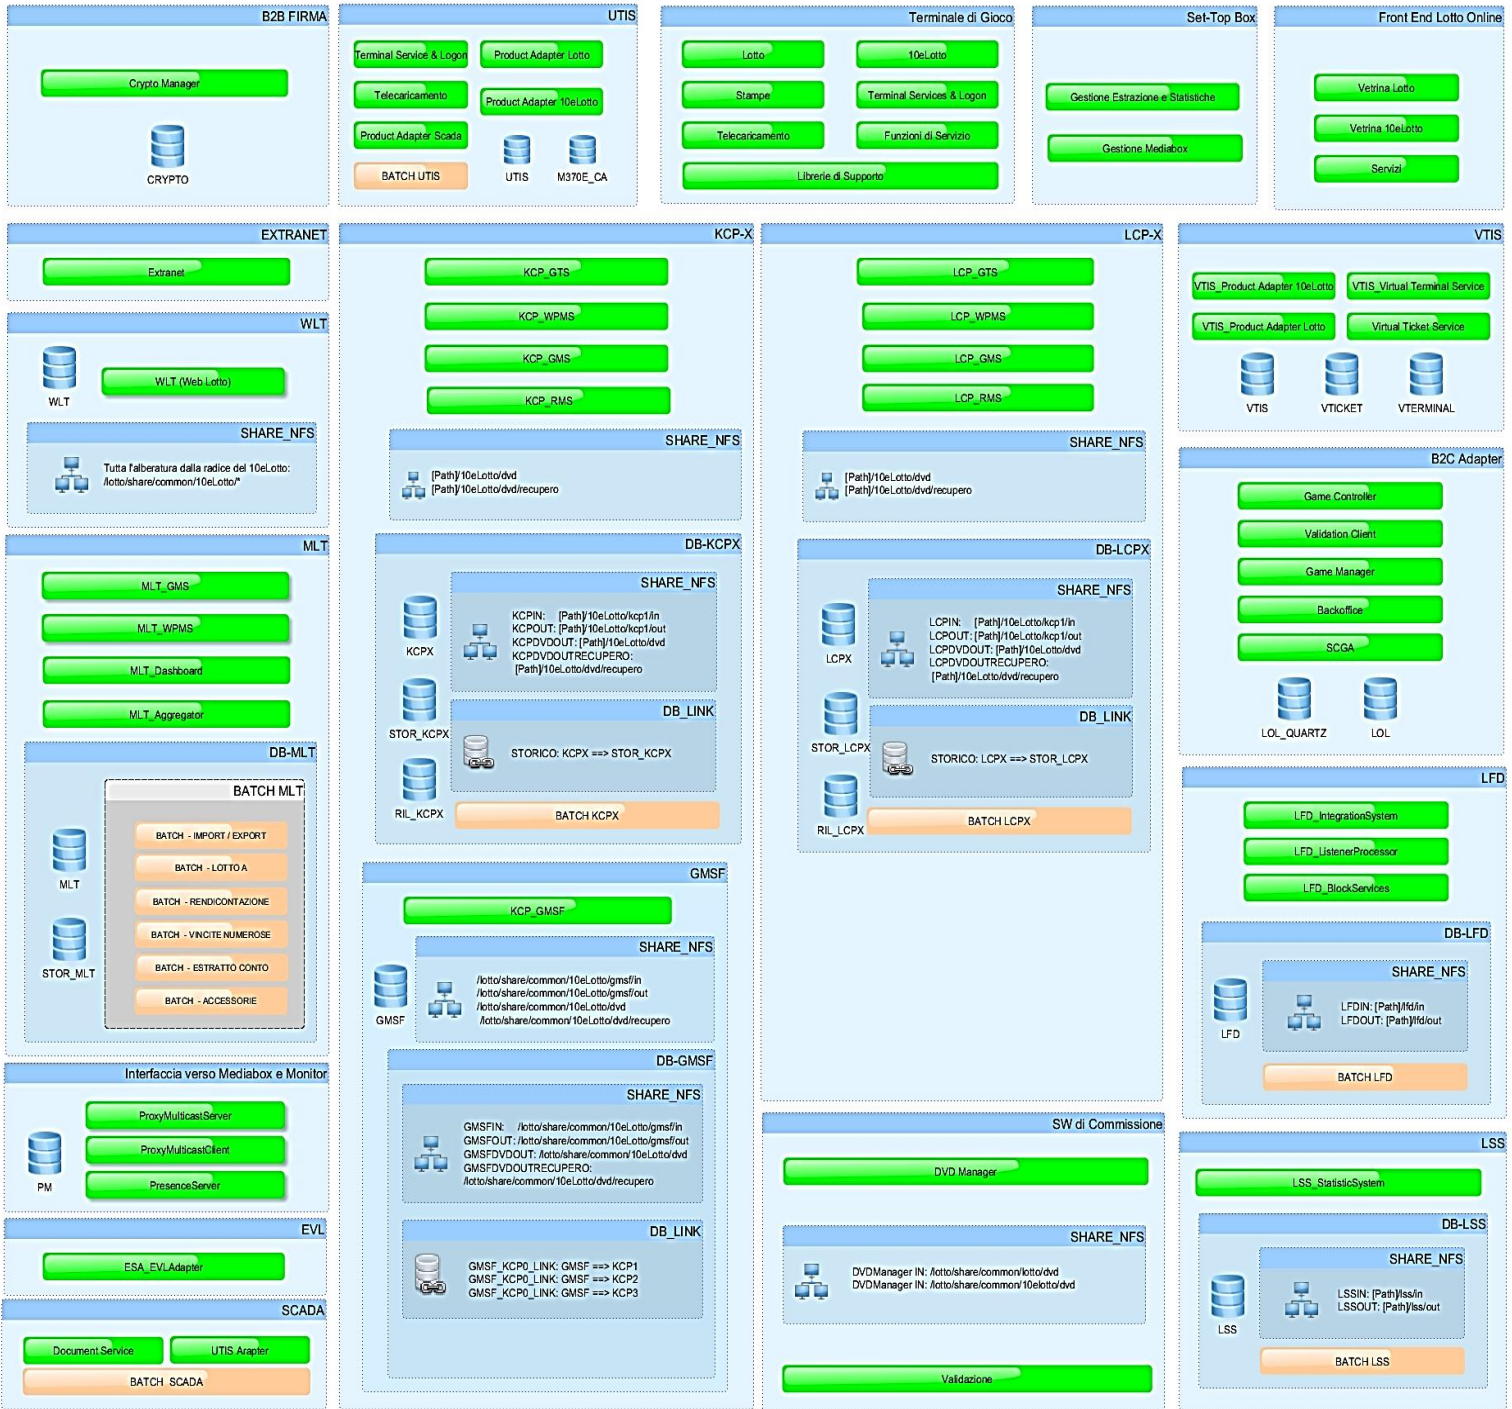 B2B FIRMA
Crypto Manager
CRYPTO
UTIS
Terminal Service & Logon
Product Adapter Lotto
Telecaricamento
Product Adapter 10eLotto
Product Adapter Scada
BATCH UTIS
UTIS
M370E_CA
Terminale di Gioco
Lotto
10eLotto
Stampe
Terminal Services & Logon
Telecaricamento
Funzioni di Servizio
Librerie di Supporto
Set-Top Box
Gestione Estrazione e Statistiche
Gestione Mediabox
Front End Lotto Online
Vetrina Lotto
Vetrina 10eLotto
Servizi
EXTRANET
Extranet
WLT
WLT (Web Lotto)
WLT
SHARE_NFS
Tutta l'alberatura dalla radice del 10eLotto:
/lotto/share/common/10eLotto/*
MLT
MLT_GMS
MLT_WPMS
MLT_Dashboard
MLT_Aggregator
DB-MLT
BATCH MLT
BATCH - IMPORT / EXPORT
BATCH - LOTTO A
BATCH - RENDICONTAZIONE
BATCH - VINCITE NUMEROSE
BATCH - ESTRATTO CONTO
BATCH - ACCESSORIE
MLT
STOR_MLT
Interfaccia verso Mediabox e Monitor
ProxyMulticastServer
ProxyMulticastClient
PresenceServer
PM
EVL
ESA_EVLAdapter
SCADA
Document Service
UTIS Arapter
BATCH SCADA
KCP-X
KCP_GTS
KCP_WPMS
KCP_GMS
KCP_RMS
SHARE_NFS
[Path]/10eLotto/dvd
[Path]/10eLotto/dvd/recupero
DB-KCPX
SHARE_NFS
KCPIN: [Path]/10eLotto/kcp1/in
KCPOUT: [Path]/10eLotto/kcp1/out
KCPDVDOUT: [Path]/10eLotto/dvd
KCPDVDOUTRECUPERO:
[Path]/10eLotto/dvd/recupero
KCPX
STOR_KCPX
RIL_KCPX
DB_LINK
STORICO: KCPX ==> STOR_KCPX
BATCH KCPX
GMSF
KCP_GMSF
SHARE_NFS
/lotto/share/common/10eLotto/gmsf/in
/lotto/share/common/10eLotto/gmsf/out
/lotto/share/common/10eLotto/dvd
/lotto/share/common/10eLotto/dvd/recupero
GMSF
DB-GMSF
SHARE_NFS
GMSFIN: /lotto/share/common/10eLotto/gmsf/in
GMSFOUT: /lotto/share/common/10eLotto/gmsf/out
GMSFDVDOUT: /lotto/share/common/10eLotto/dvd
GMSFDVDOUTRECUPERO:
/lotto/share/common/10eLotto/dvd/recupero
DB_LINK
GMSF_KCP0_LINK: GMSF ==> KCP1
GMSF_KCP0_LINK: GMSF ==> KCP2
GMSF_KCP0_LINK: GMSF ==> KCP3
LCP-X
LCP_GTS
LCP_WPMS
LCP_GMS
LCP_RMS
SHARE_NFS
[Path]/10eLotto/dvd
[Path]/10eLotto/dvd/recupero
DB-LCPX
SHARE_NFS
LCPIN: [Path]/10eLotto/kcp1/in
LCPOUT: [Path]/10eLotto/kcp1/out
LCPDVDOUT: [Path]/10eLotto/dvd
LCPDVDOUTRECUPERO:
[Path]/10eLotto/dvd/recupero
LCPX
STOR_LCPX
RIL_LCPX
DB_LINK
STORICO: LCPX ==> STOR_LCPX
BATCH LCPX
SW di Commissione
DVD Manager
SHARE_NFS
DVDManager IN: /lotto/share/common/lotto/dvd
DVDManager IN: /lotto/share/common/10elotto/dvd
Validazione
VTIS
VTIS_Product Adapter 10eLotto
VTIS_Virtual Terminal Service
VTIS_Product Adapter Lotto
Virtual Ticket Service
VTIS
VTICKET
VTERMINAL
B2C Adapter
Game Controller
Validation Client
Game Manager
Backoffice
SCGA
LOL_QUARTZ
LOL
LFD
LFD_IntegrationSystem
LFD_ListenerProcessor
LFD_BlockServices
DB-LFD
SHARE_NFS
LFDIN: [Path]/lfd/in
LFDOUT: [Path]/lfd/out
LFD
BATCH LFD
LSS
LSS_StatisticSystem
DB-LSS
SHARE_NFS
LSSIN: [Path]/lss/in
LSSOUT: [Path]/lss/out
LSS
BATCH LSS